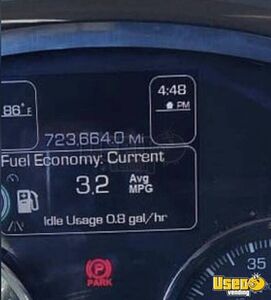 86°F
4:48
PM
723,664.0 Mi
Fuel Economy: Current
3.2 Avg MPG
Idle Usage 0.8 gal/hr
PARK
35
Used vending